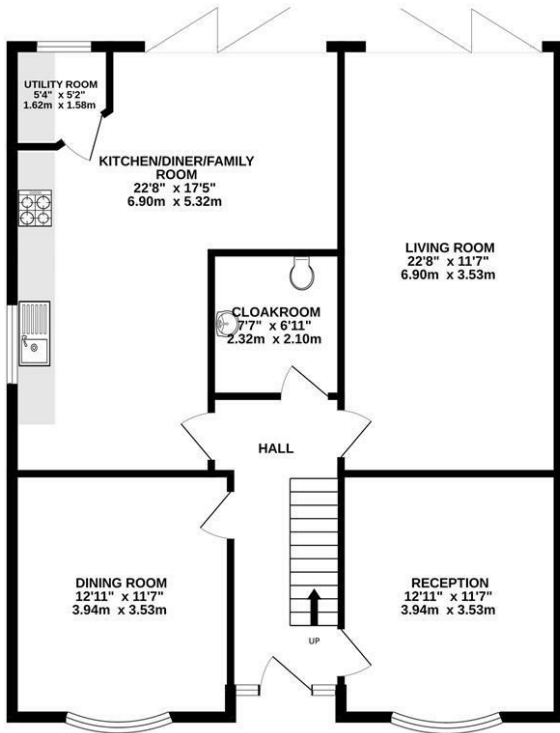 UTILITY ROOM
5'4" x 5'2"
1.62m x 1.58m
KITCHEN/DINER/FAMILY
ROOM
22'8" x 17'5"
6.90m x 5.32m
LIVING ROOM
22'8" x 11'7"
6.90m x 3.53m
CLOAKROOM
7'7" x 6'11"
2.32m x 2.10m
HALL
DINING ROOM
12'11" x 11'7"
3.94m x 3.53m
RECEPTION
12'11" x 11'7"
3.94m x 3.53m
UP